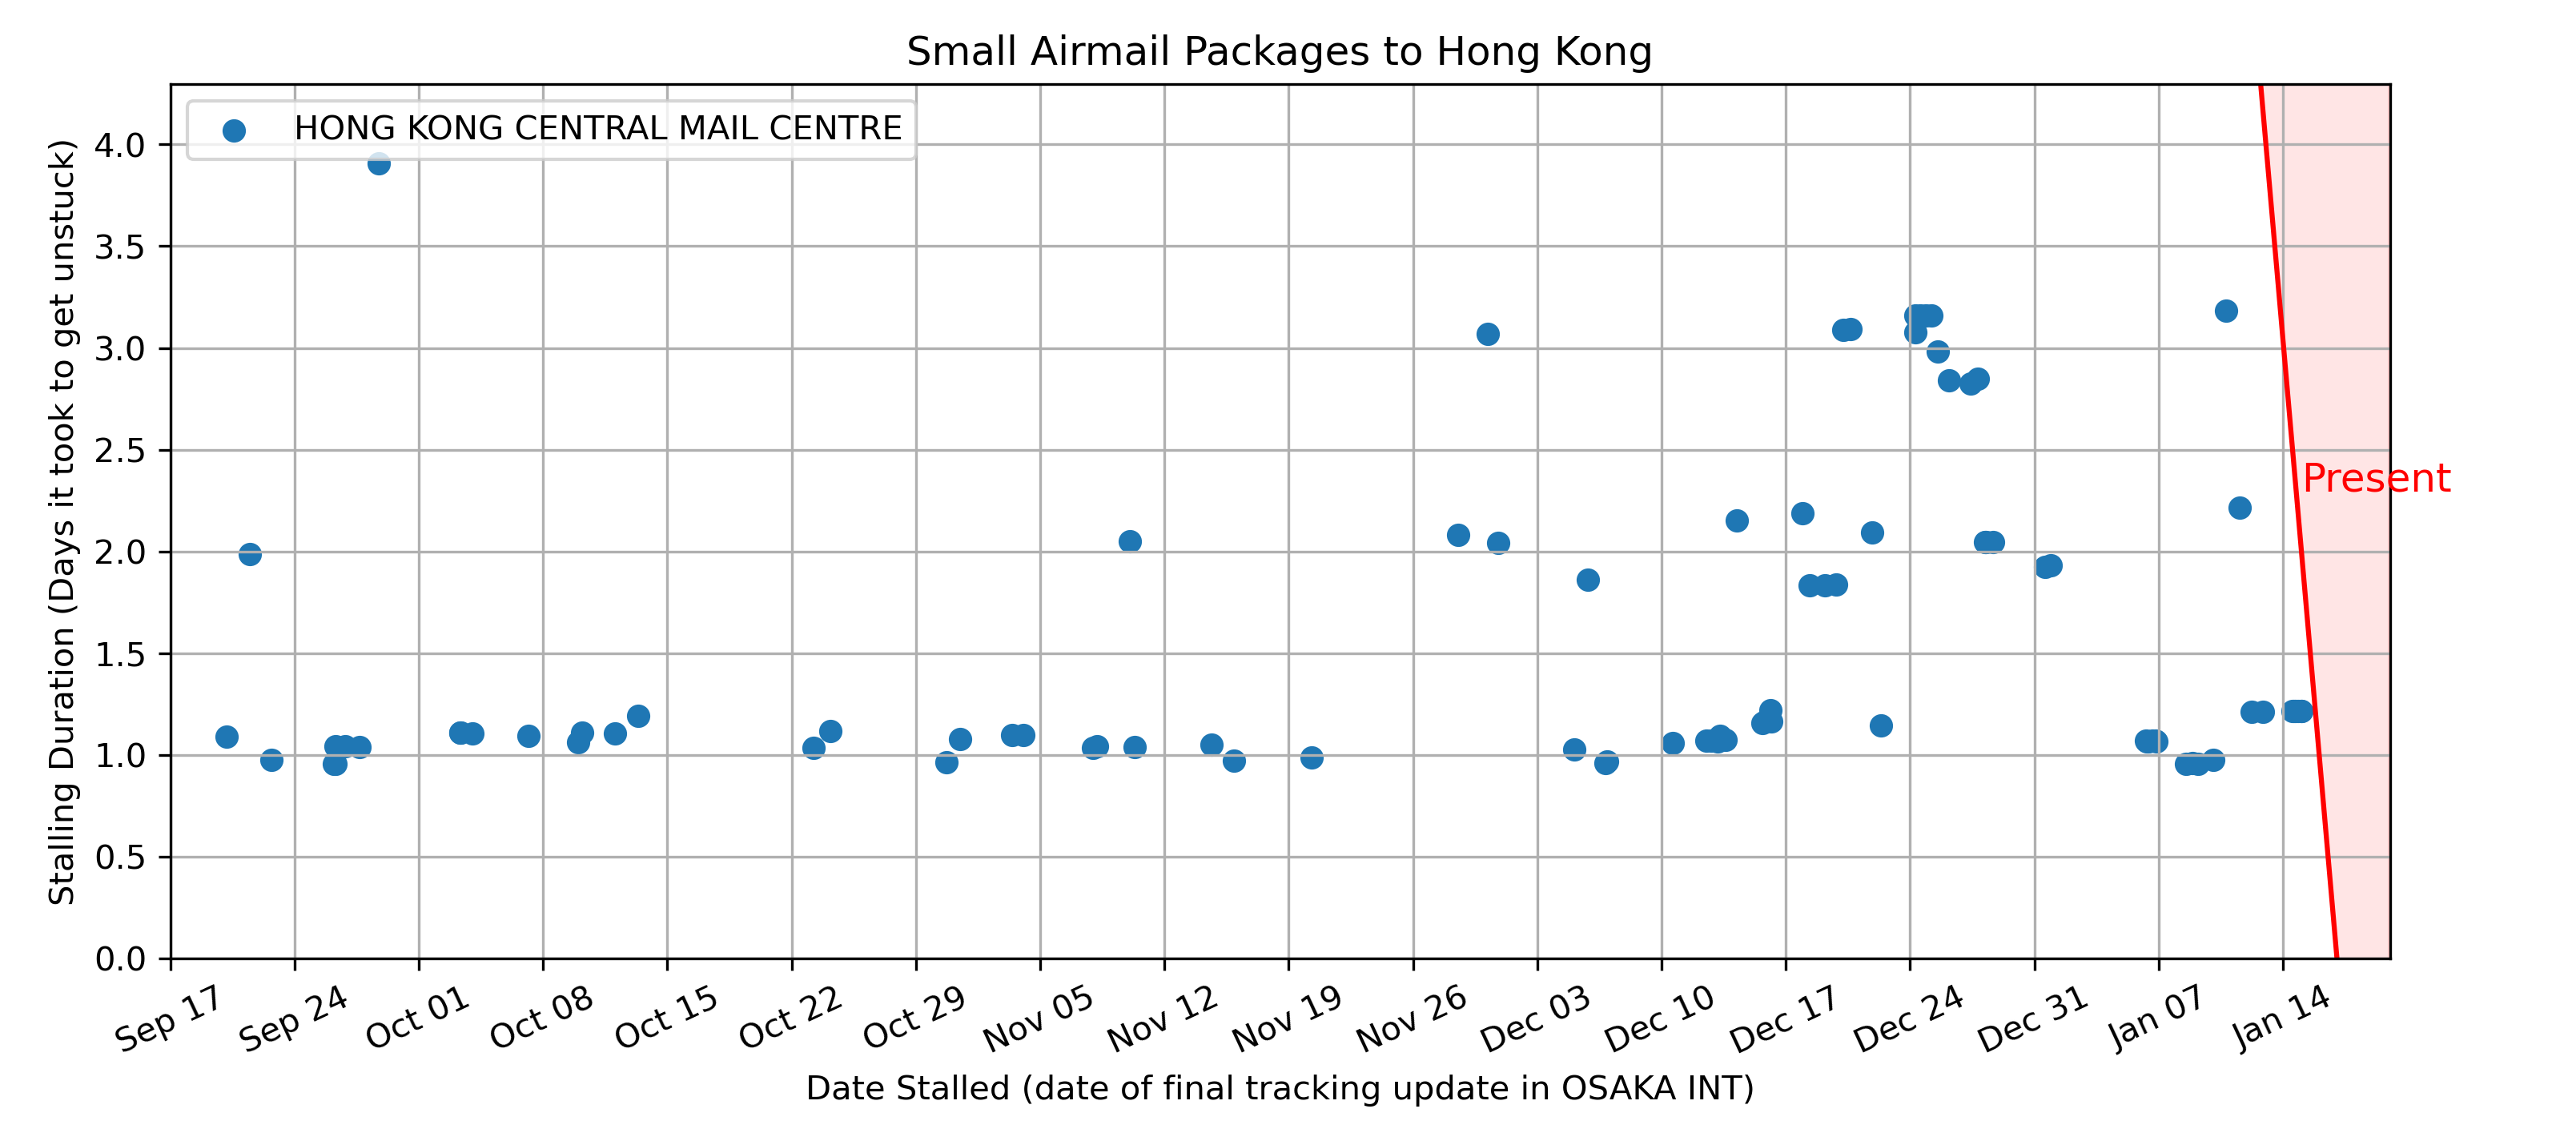 Small Airmail Packages to Hong Kong
HONG KONG CENTRAL MAIL CENTRE
Stalling Duration (Days it took to get unstuck)
4.0
3.5
3.0
2.5
2.0
1.5
1.0
0.5
0.0
Present
Sep 17
Sep 24
Oct 01
Oct 08
Oct 15
Oct 22
Oct 29
Nov 05
Nov 12
Nov 19
Nov 26
Dec 03
Dec 10
Dec 17
Dec 24
Dec 31
Jan 07
Jan 14
Date Stalled (date of final tracking update in OSAKA INT)